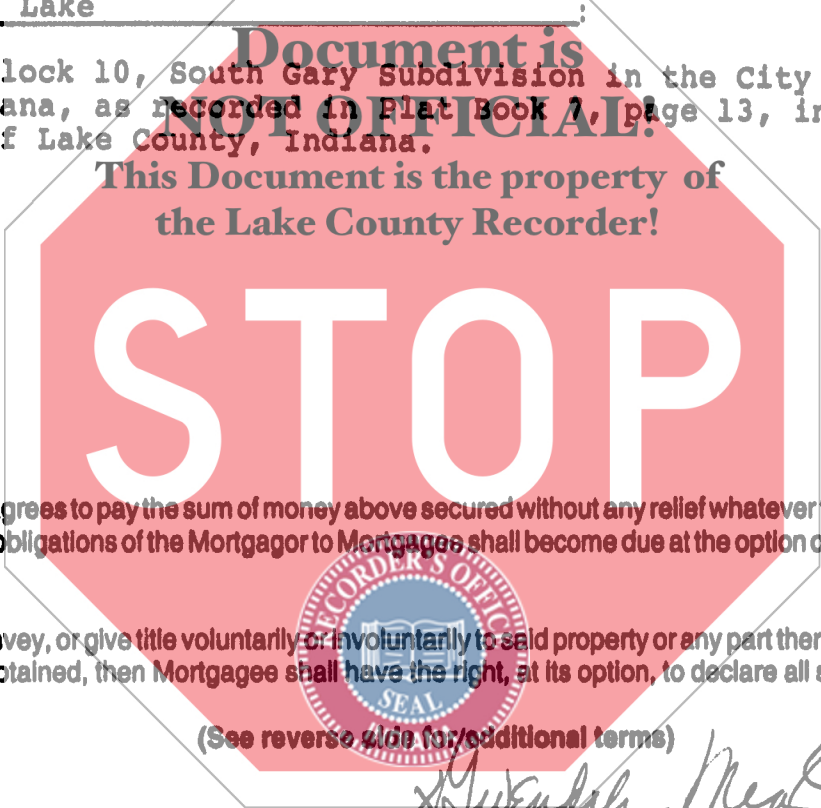 Lake :
Document is
lock 10, South Gary Subdivision in the City
NOT OFFICIAL!
ana, as recorded in Plat Book 7, page 13, in
f Lake County, Indiana.
This Document is the property of
the Lake County Recorder!
STOP
grees to pay the sum of money above secured without any relief whatever
bligations of the Mortgagor to Mortgagee shall become due at the option o
RECORDER'S OFFICE
vey, or give title voluntarily or involuntarily to said property or any part ther
otained, then Mortgagee shall have the right, at its option, to declare all s
SEAL
INDIANA
(See reverse side for additional terms)